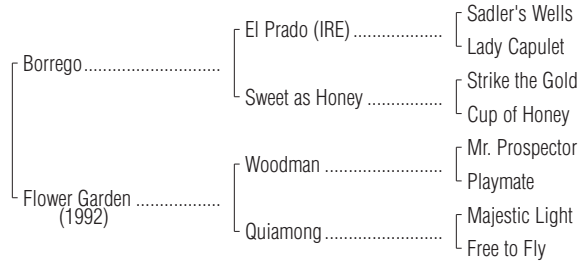 Sadler's Wells
El Prado (IRE) ...................
Lady Capulet
Borrego .............................
Strike the Gold
Sweet as Honey ................
Cup of Honey
Mr. Prospector
Woodman .........................
Playmate
Flower Garden ..................
(1992)
Majestic Light
Quiamong ..........................
Free to Fly